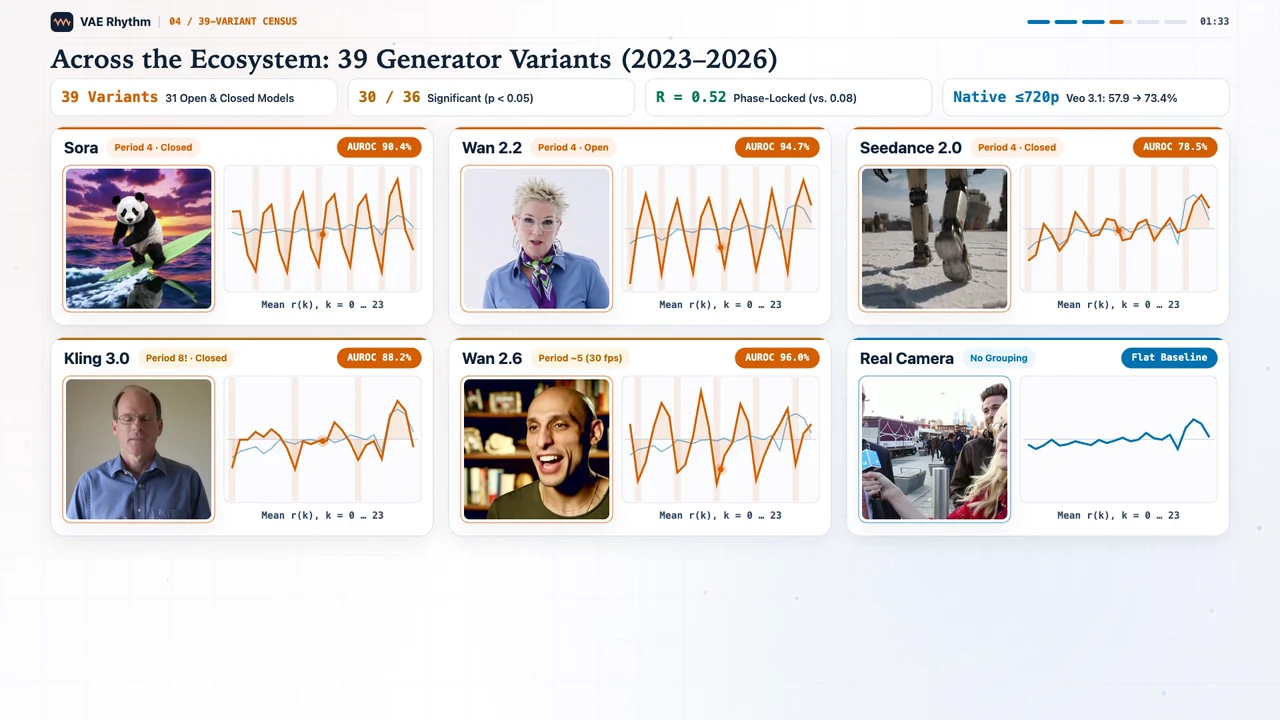 VAE Rhythm | 04 / 39–VARIANT CENSUS
01:33
Across the Ecosystem: 39 Generator Variants (2023–2026)
39 Variants 31 Open & Closed Models
30 / 36 Significant (p < 0.05)
R = 0.52 Phase-Locked (vs. 0.08)
Native ≤720p Veo 3.1: 57.9 → 73.4%
Sora Period 4 · Closed AUROC 90.4%
Mean r(k), k = 0 … 23
Wan 2.2 Period 4 · Open AUROC 94.7%
Mean r(k), k = 0 … 23
Seedance 2.0 Period 4 · Closed AUROC 78.5%
Mean r(k), k = 0 … 23
Kling 3.0 Period 8! · Closed AUROC 88.2%
Mean r(k), k = 0 … 23
Wan 2.6 Period ~5 (30 fps) AUROC 96.0%
Mean r(k), k = 0 … 23
Real Camera No Grouping Flat Baseline
Mean r(k), k = 0 … 23